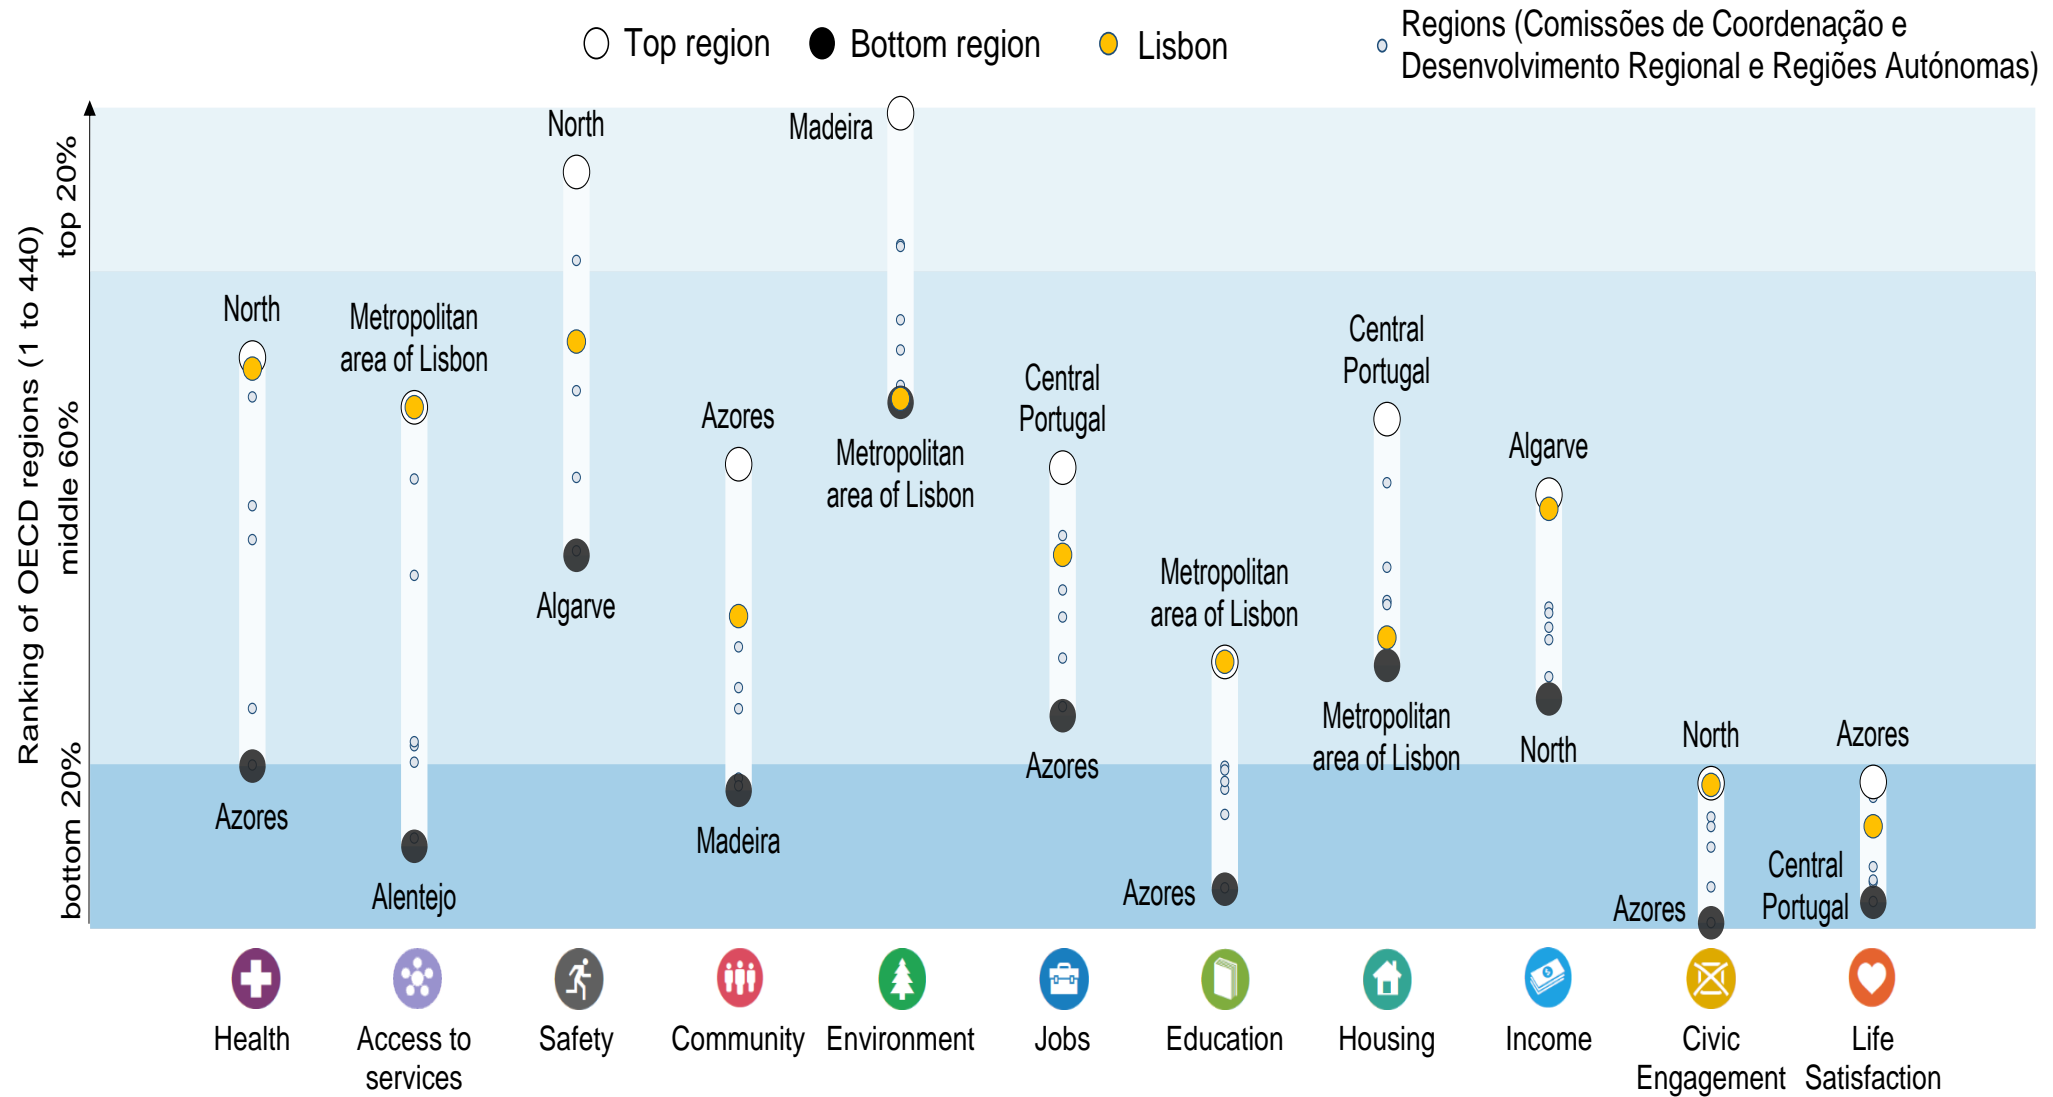 Top region
Bottom region
Lisbon
Regions (Comissões de Coordenação e
Desenvolvimento Regional e Regiões Autónomas)
Ranking of OECD regions (1 to 440)
top 20%
middle 60%
bottom 20%
North
Azores
Metropolitan
area of Lisbon
Alentejo
North
Algarve
Azores
Madeira
Madeira
Metropolitan
area of Lisbon
Central
Portugal
Azores
Metropolitan
area of Lisbon
Azores
Central
Portugal
Metropolitan
area of Lisbon
Algarve
North
North
Azores
Azores
Central
Portugal
Health
Access to
services
Safety
Community
Environment
Jobs
Education
Housing
Income
Civic
Engagement
Life
Satisfaction